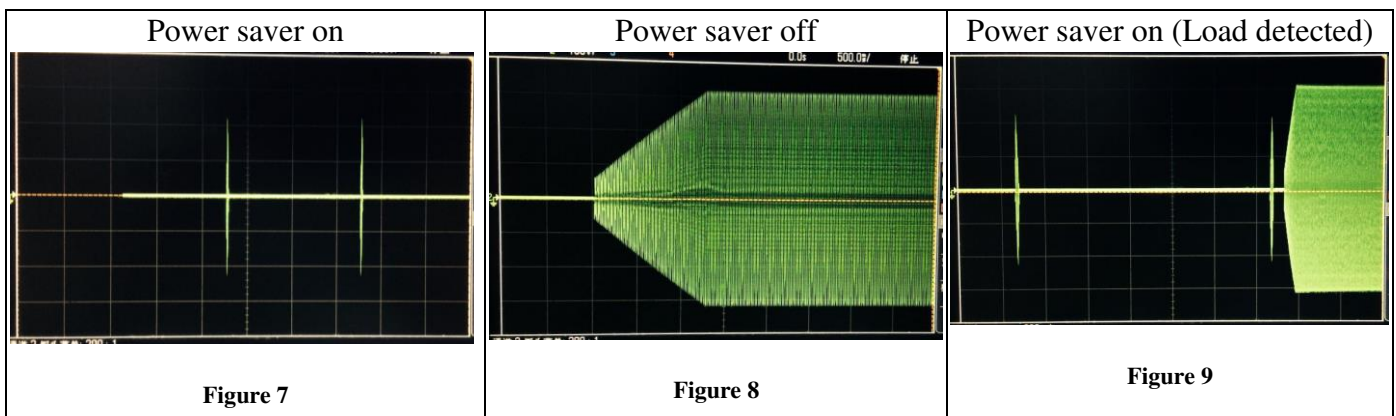 Power saver on
Power saver off
Power saver on (Load detected)
0.0s 500.0% 停止
Figure 7
Figure 8
Figure 9